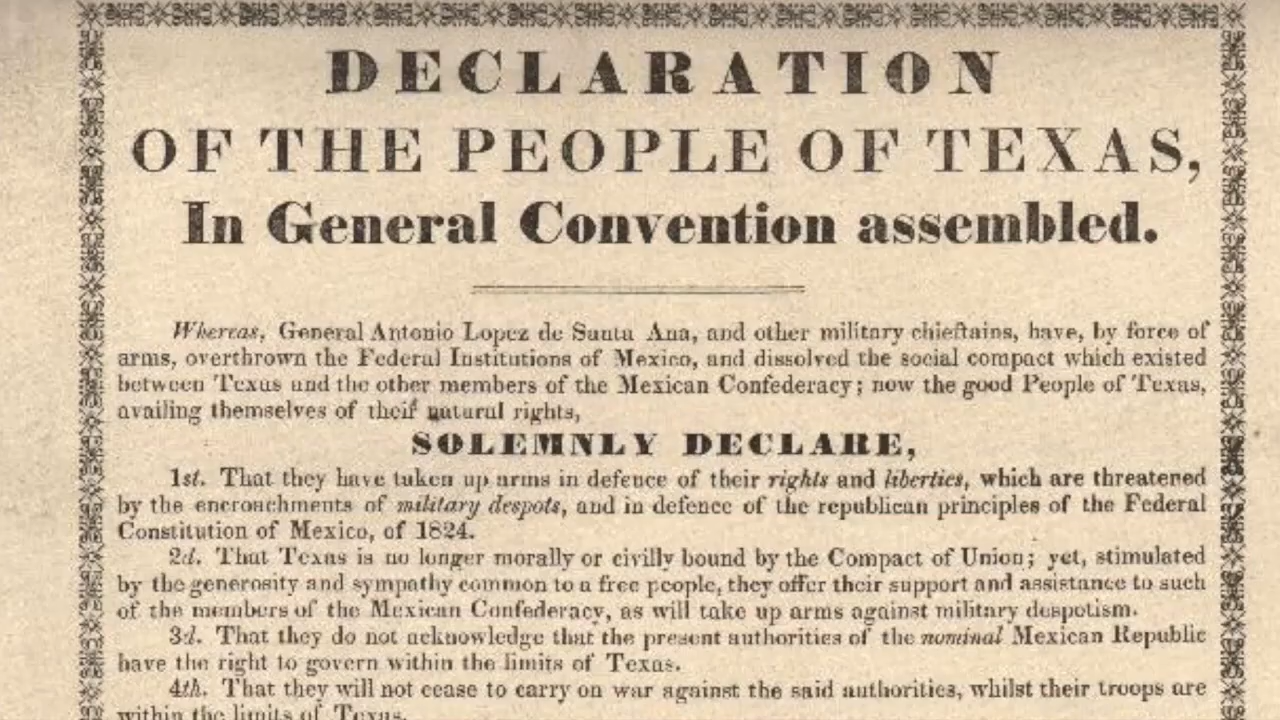 DECLARATION
OF THE PEOPLE OF TEXAS,
In General Convention assembled.
Whereas, General Antonio Lopez de Santa Ana, and other military chieftains, have, by force of
arms, overthrown the Federal Institutions of Mexico, and dissolved the social compact which existed
between Texas and the other members of the Mexican Confederacy; now the good People of Texas,
availing themselves of their natural rights,
SOLEMNLY DECLARE,
1st. That they have taken up arms in defence of their rights and liberties, which are threatened
by the encroachments of military despots, and in defence of the republican principles of the Federal
Constitution of Mexico, of 1824.
2d. That Texas is no longer morally or civilly bound by the Compact of Union; yet, stimulated
by the generosity and sympathy common to a free people, they offer their support and assistance to such
of the members of the Mexican Confederacy, as will take up arms against military despotism.
3d. That they do not acknowledge that the present authorities of the nominal Mexican Republic
have the right to govern within the limits of Texas.
4th. That they will not cease to carry on war against the said authorities, whilst their troops are
within the limits of Texas.